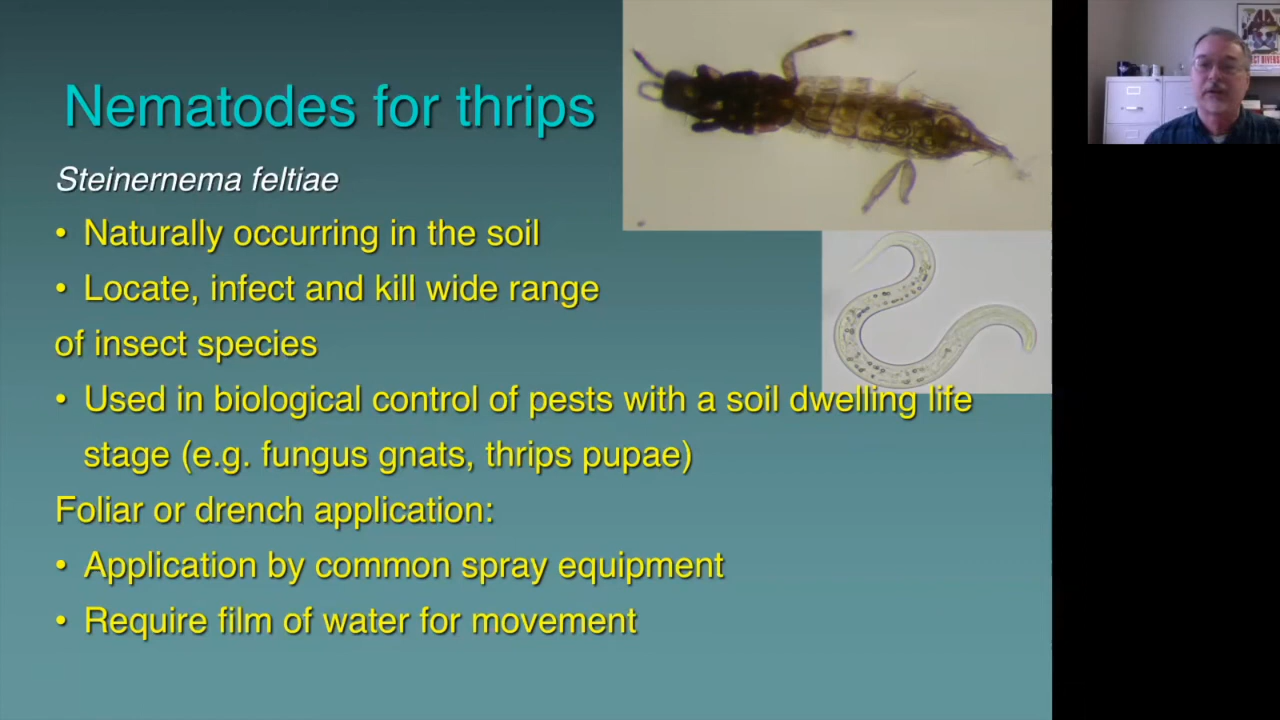 Nematodes for thrips
Steinernema feltiae
• Naturally occurring in the soil
• Locate, infect and kill wide range
of insect species
• Used in biological control of pests with a soil dwelling life
stage (e.g. fungus gnats, thrips pupae)
Foliar or drench application:
• Application by common spray equipment
• Require film of water for movement